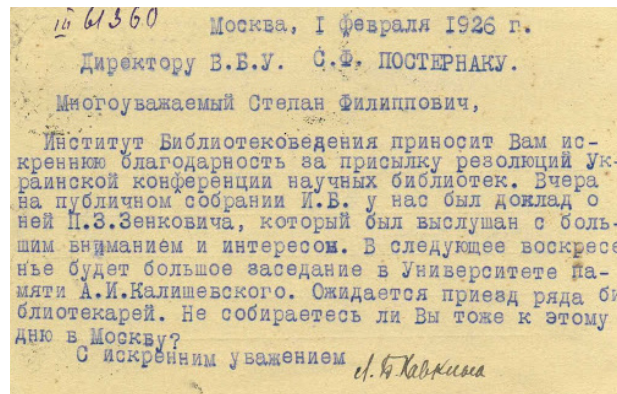 iii 61360 Москва, I февраля 1926 г.
Директору В.Б.У. С.Ф. ПОСТЕРНАКУ.
Многоуважаемый Степан Филиппович,
Институт Библиотековедения приносит Вам ис-
креннюю благодарность за присылку резолюций Ук-
раинской конференции научных библиотек. Вчера
на публичном собрании И.Б. у нас был доклад о
ней П.З.Зенковича, который был выслушан с боль-
шим вниманием и интересом. В следующее воскресе
нье будет большое заседание в Университете па-
мяти А.И.Калишевского. Ожидается приезд ряда би
блиотекарей. Не собираетесь ли Вы тоже к этому
дню в Москву?
С искренним уважением Л.Б.Хавкина